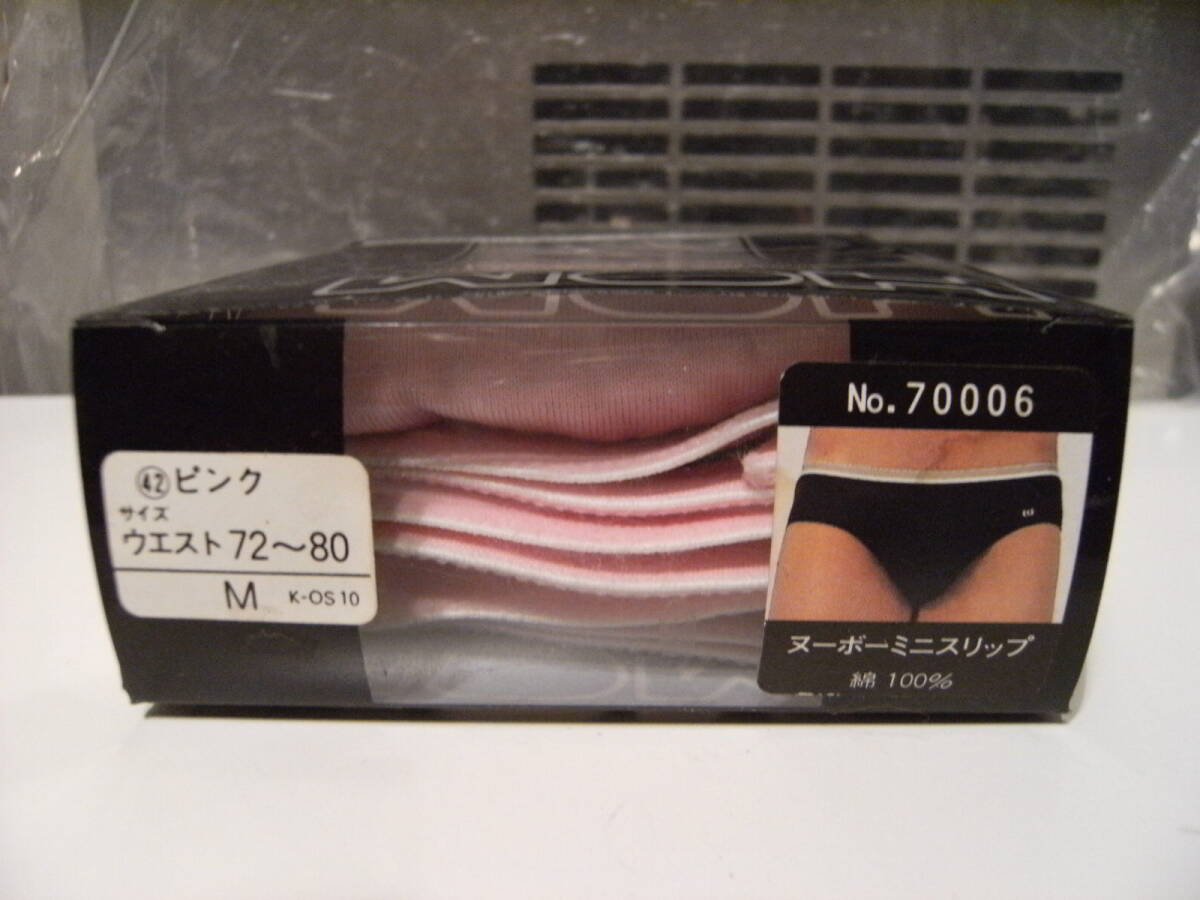 ㊷ピンク
サイズ
ウエスト72〜80
M K-OS10
No.70006
ヌーボーミニスリップ
綿 100%